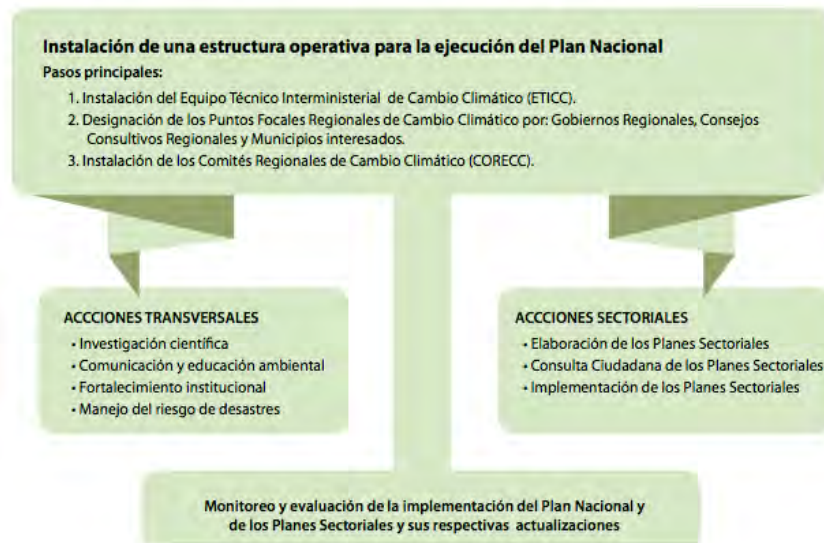 Instalación de una estructura operativa para la ejecución del Plan Nacional
Pasos principales:
1. Instalación del Equipo Técnico Interministerial de Cambio Climático (ETICC).
2. Designación de los Puntos Focales Regionales de Cambio Climático por: Gobiernos Regionales, Consejos
Consultivos Regionales y Municipios interesados.
3. Instalación de los Comités Regionales de Cambio Climático (CORECC).
ACCCIONES TRANSVERSALES
• Investigación científica
• Comunicación y educación ambiental
• Fortalecimiento institucional
• Manejo del riesgo de desastres
ACCCIONES SECTORIALES
• Elaboración de los Planes Sectoriales
• Consulta Ciudadana de los Planes Sectoriales
• Implementación de los Planes Sectoriales
Monitoreo y evaluación de la implementación del Plan Nacional y
de los Planes Sectoriales y sus respectivas actualizaciones